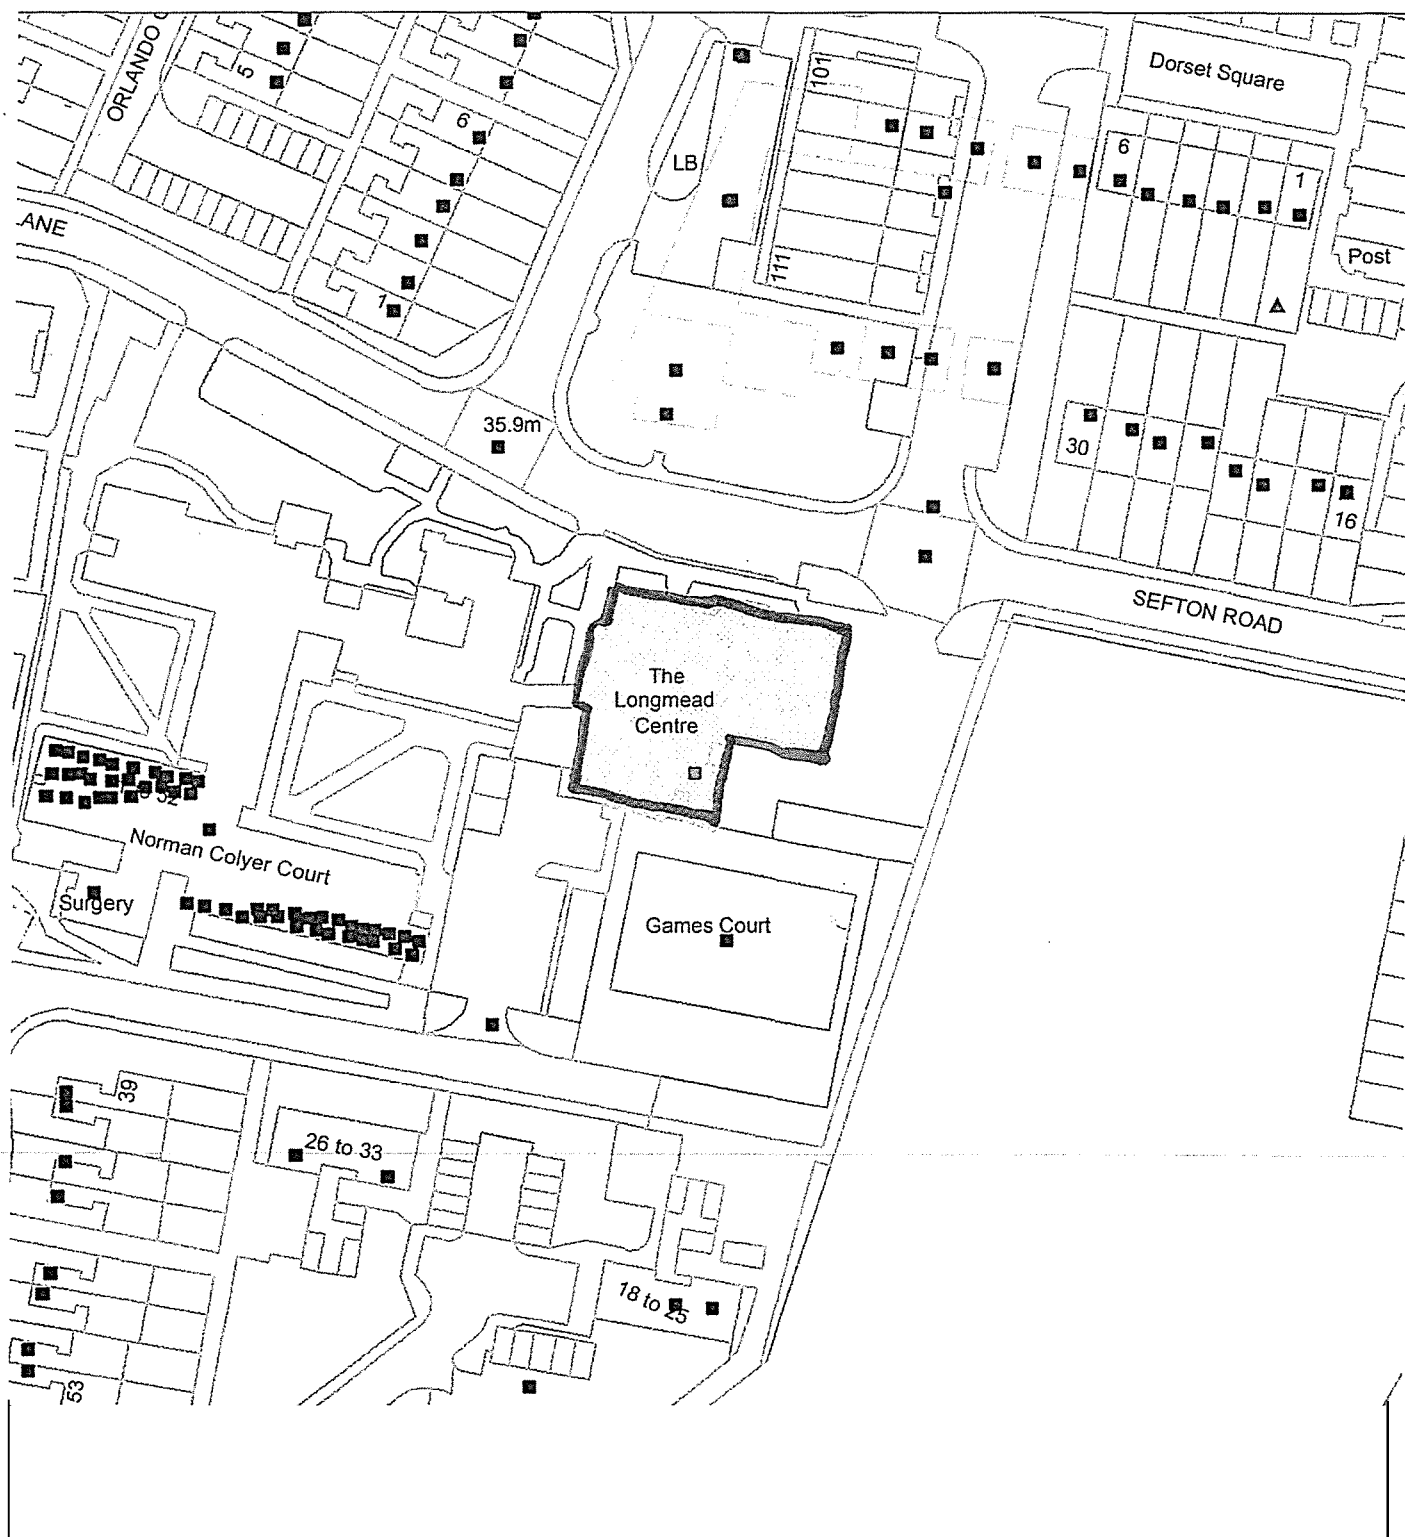 ORLANDO
5
6
101
Dorset Square
LB
6
1
LANE
111
Post
1
35.9m
30
16
SEFTON ROAD
The
Longmead
Centre
52
Norman Colyer Court
Surgery
Games Court
39
26 to 33
18 to 25
53